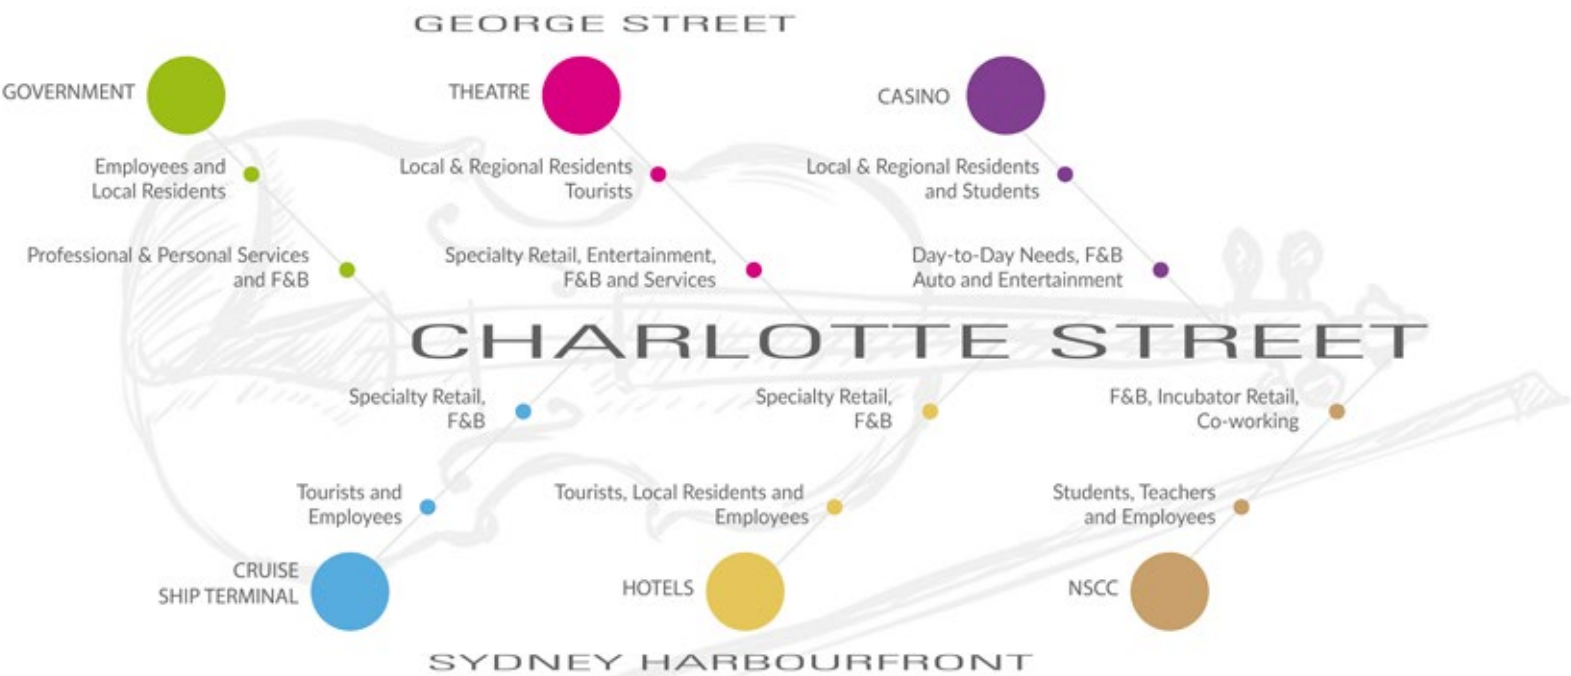 GEORGE STREET
GOVERNMENT
Employees and
Local Residents
Professional & Personal Services
and F&B
THEATRE
Local & Regional Residents
Tourists
Specialty Retail, Entertainment,
F&B and Services
CASINO
Local & Regional Residents
and Students
Day-to-Day Needs, F&B
Auto and Entertainment
CHARLOTTE STREET
Specialty Retail,
F&B
Tourists and
Employees
CRUISE
SHIP TERMINAL
Specialty Retail,
F&B
Tourists, Local Residents and
Employees
HOTELS
F&B, Incubator Retail,
Co-working
Students, Teachers
and Employees
NSCC
SYDNEY HARBOURFRONT